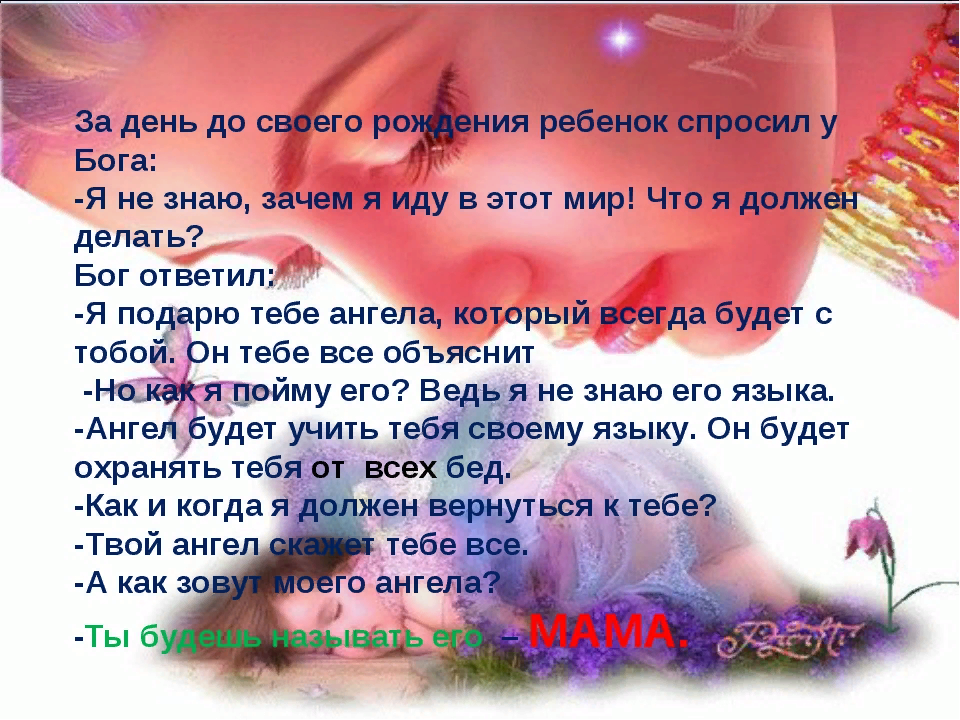 За день до своего рождения ребенок спросил у
Бога:
-Я не знаю, зачем я иду в этот мир! Что я должен
делать?
Бог ответил:
-Я подарю тебе ангела, который всегда будет с
тобой. Он тебе все объяснит
-Но как я пойму его? Ведь я не знаю его языка.
-Ангел будет учить тебя своему языку. Он будет
охранять тебя от  всех бед.
-Как и когда я должен вернуться к тебе?
-Твой ангел скажет тебе все.
-А как зовут моего ангела?
-Ты будешь называть его  – МАМА.